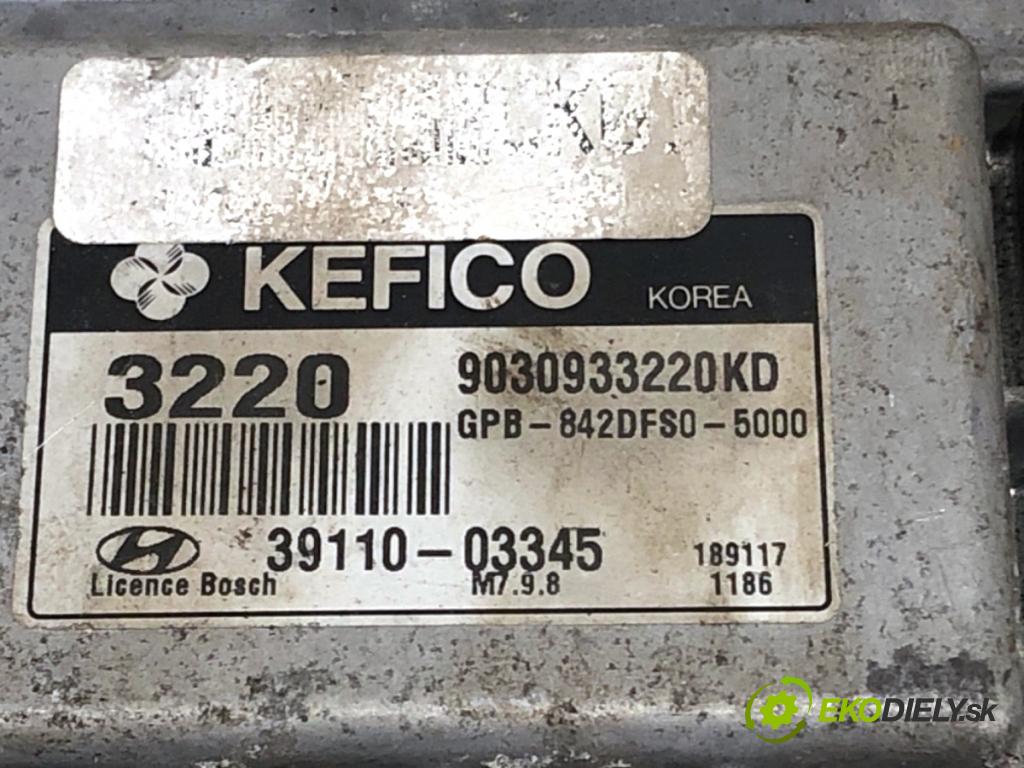 KEFICO KOREA
3220 9030933220KD
GPB-842DFS0-5000
39110-03345 189117
Licence Bosch M7.9.8 1186
EKODIELY.sk